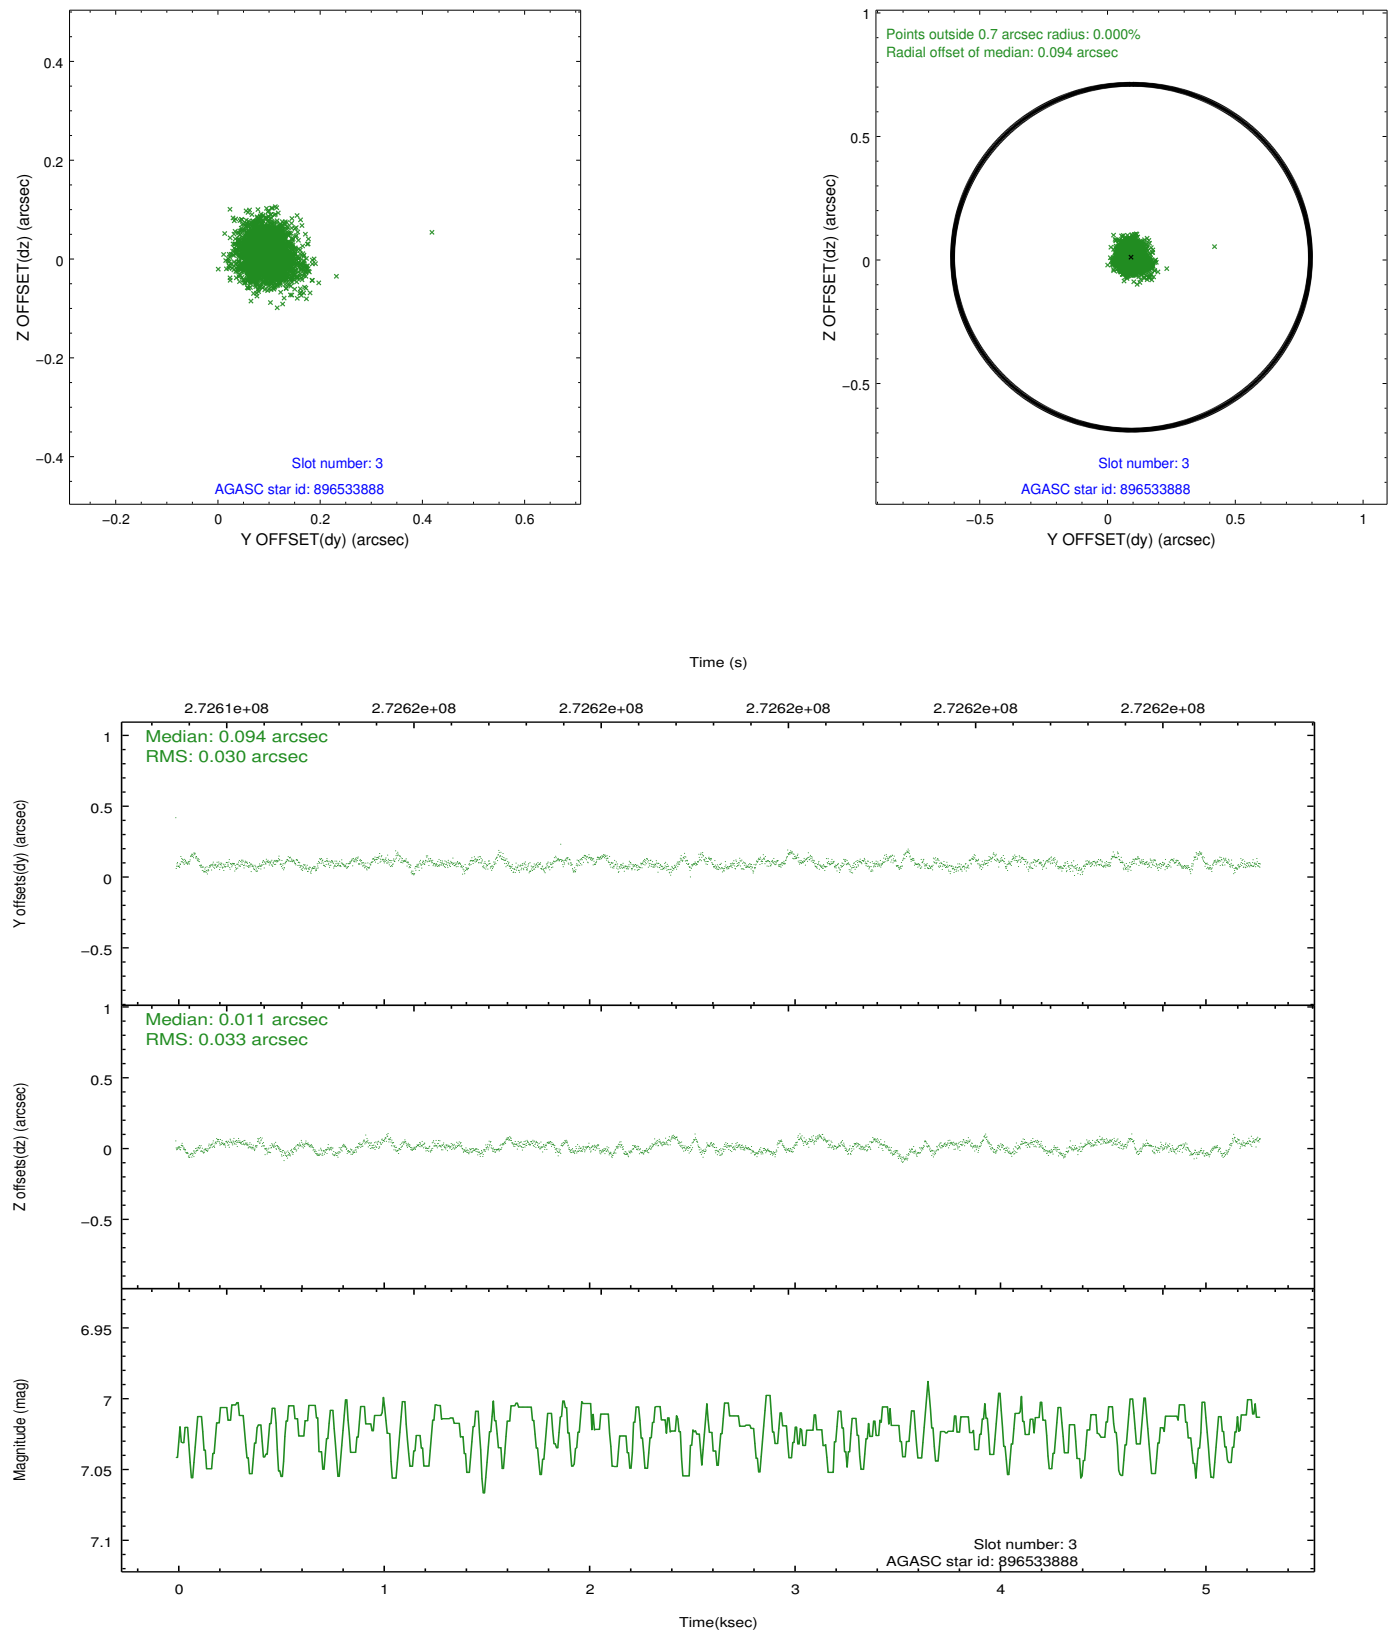 0.4
0.2
0
−0.2
−0.4
Z OFFSET(dz) (arcsec)
Slot number: 3
AGASC star id: 896533888
−0.2 0 0.2 0.4 0.6
Y OFFSET(dy) (arcsec)
Points outside 0.7 arcsec radius: 0.000%
Radial offset of median: 0.094 arcsec
1
0.5
0
−0.5
Z OFFSET(dz) (arcsec)
Slot number: 3
AGASC star id: 896533888
−0.5 0 0.5 1
Y OFFSET(dy) (arcsec)
Time (s)
2.7261e+08 2.7262e+08 2.7262e+08 2.7262e+08 2.7262e+08 2.7262e+08
Median: 0.094 arcsec
RMS: 0.030 arcsec
1
0.5
0
−0.5
Y offsets(dy) (arcsec)
Median: 0.011 arcsec
RMS: 0.033 arcsec
1
0.5
0
−0.5
Z offsets(dz) (arcsec)
6.95
7
7.05
7.1
Magnitude (mag)
Slot number: 3
AGASC star id: 896533888
0 1 2 3 4 5
Time(ksec)